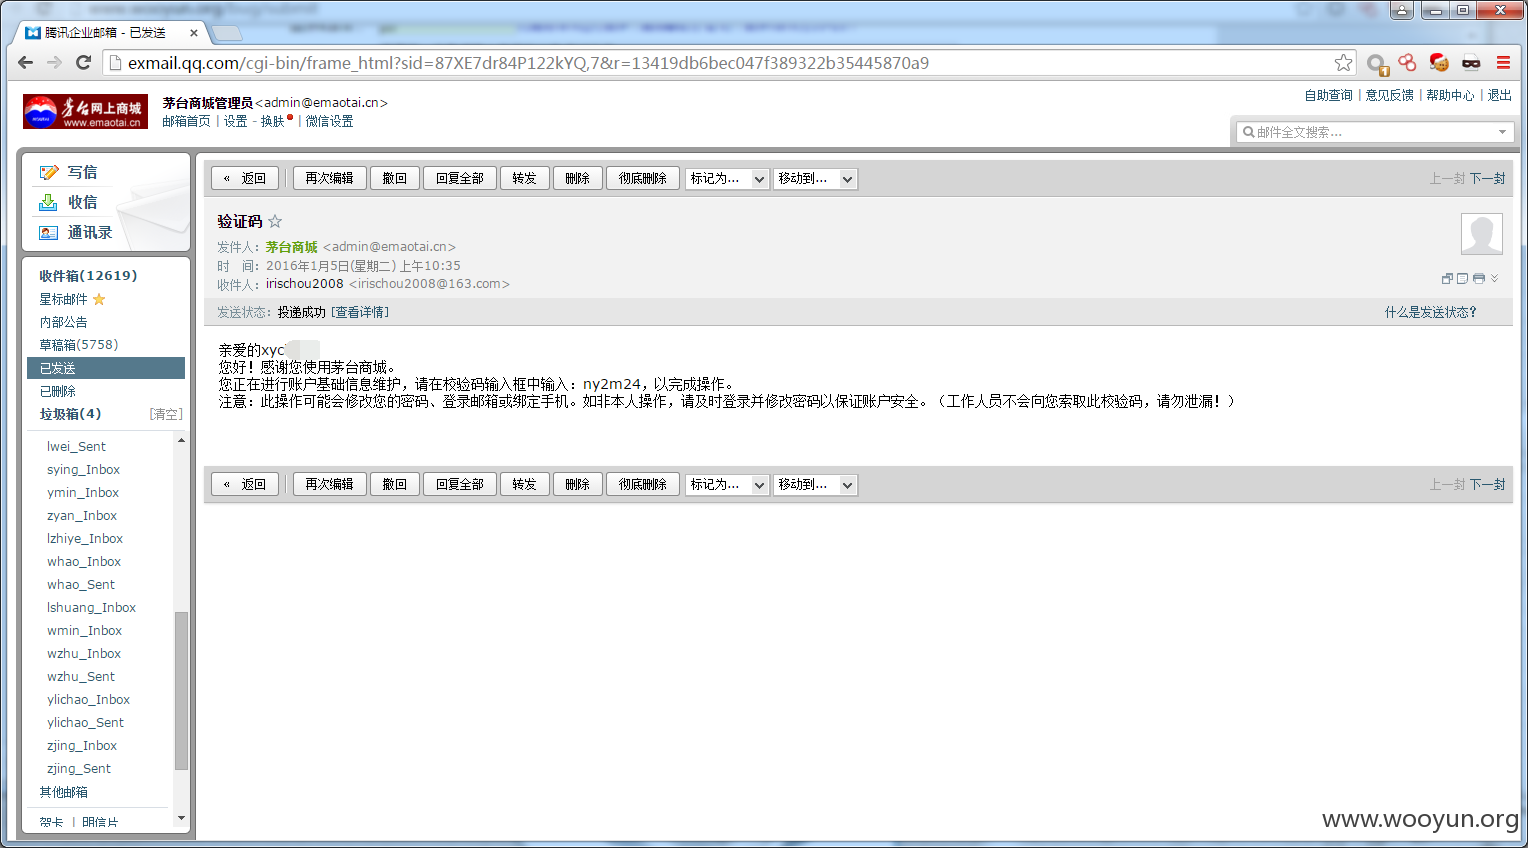 腾讯企业邮箱 - 已发送
exmail.qq.com/cgi-bin/frame_html?sid=87XE7dr84P122kYQ,7&r=13419db6bec047f389322b35445870a9
茅台网上商城
www.emaotai.cn
茅台商城管理员<admin@emaotai.cn>
邮箱首页 | 设置 - 换肤 | 微信设置
自助查询 | 意见反馈 | 帮助中心 | 退出
邮件全文搜索...
写信
收信
通讯录
收件箱(12619)
星标邮件
内部公告
草稿箱(5758)
已发送
已删除
垃圾箱(4) [清空]
lwei_Sent
sying_Inbox
ymin_Inbox
zyan_Inbox
lzhiye_Inbox
whao_Inbox
whao_Sent
lshuang_Inbox
wmin_Inbox
wzhu_Inbox
wzhu_Sent
ylichao_Inbox
ylichao_Sent
zjing_Inbox
zjing_Sent
其他邮箱
贺卡 | 明信片
« 返回 再次编辑 撤回 回复全部 转发 删除 彻底删除 标记为... 移动到... 上一封 下一封
验证码
发件人：茅台商城 <admin@emaotai.cn>
时 间：2016年1月5日(星期二) 上午10:35
收件人：irischou2008 <irischou2008@163.com>
发送状态：投递成功 [查看详情] 什么是发送状态?
亲爱的xyc
您好！感谢您使用茅台商城。
您正在进行账户基础信息维护，请在校验码输入框中输入：ny2m24，以完成操作。
注意：此操作可能会修改您的密码、登录邮箱或绑定手机。如非本人操作，请及时登录并修改密码以保证账户安全。（工作人员不会向您索取此校验码，请勿泄漏！）
« 返回 再次编辑 撤回 回复全部 转发 删除 彻底删除 标记为... 移动到... 上一封 下一封
www.wooyun.org